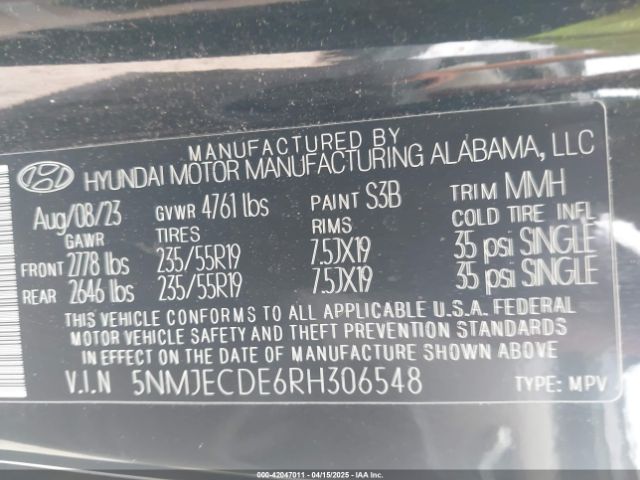 MANUFACTURED BY
HYUNDAI MOTOR MANUFACTURING ALABAMA, LLC
Aug/08/23 GVWR 4761 lbs PAINT S3B TRIM MMH
GAWR TIRES RIMS COLD TIRE INFL
FRONT 2778 lbs 235/55R19 7.5JX19 35 psi SINGLE
REAR 2646 lbs 235/55R19 7.5JX19 35 psi SINGLE
THIS VEHICLE CONFORMS TO ALL APPLICABLE U.S.A. FEDERAL
MOTOR VEHICLE SAFETY AND THEFT PREVENTION STANDARDS
IN EFFECT ON THE DATE OF MANUFACTURE SHOWN ABOVE
V.I.N 5NMJECDE6RH306548 TYPE: MPV
000-42047011 - 04/15/2025 - IAAI.COM